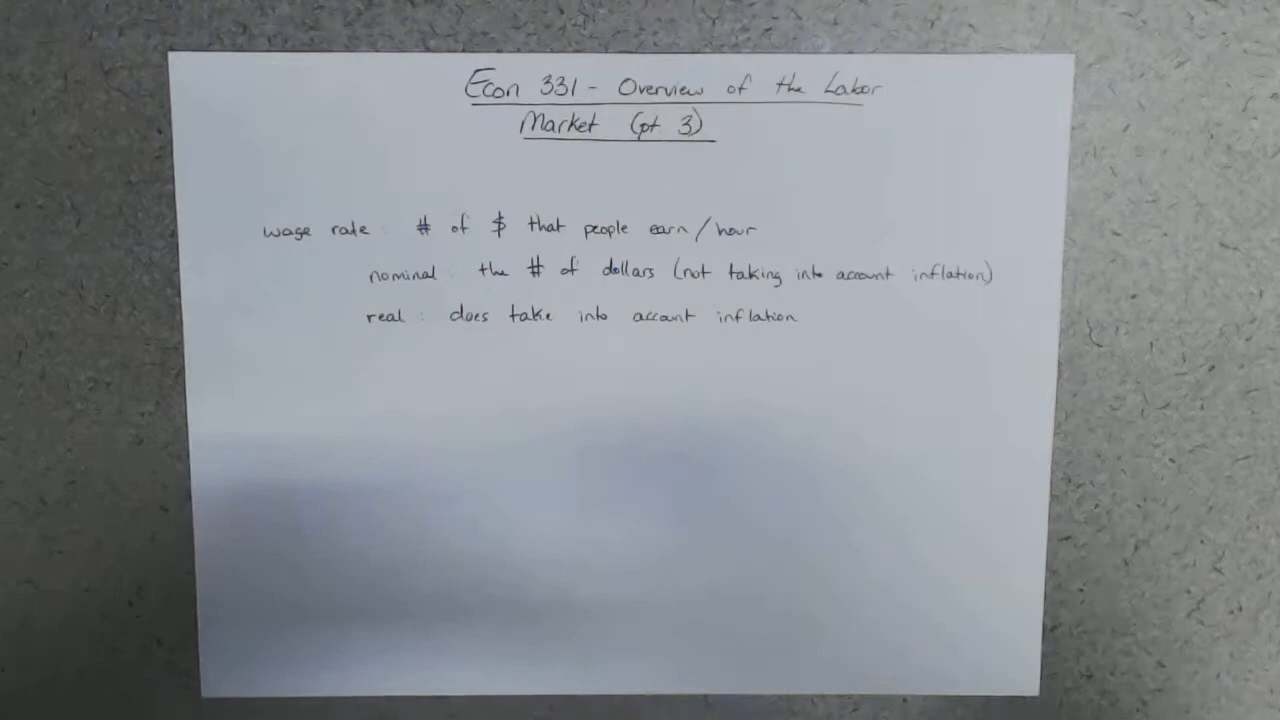 Econ 331 - Overview of the Labor
Market (pt 3)
wage rate : # of $ that people earn/hour
nominal : the # of dollars (not taking into account inflation)
real : does take into account inflation